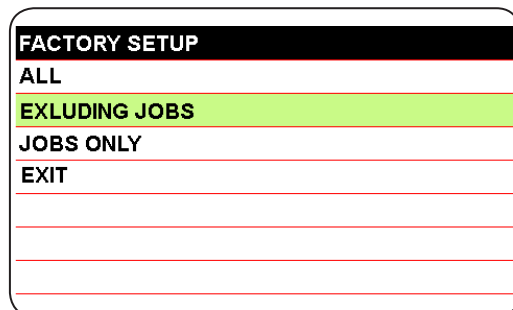 FACTORY SETUP
ALL
EXLUDING JOBS
JOBS ONLY
EXIT